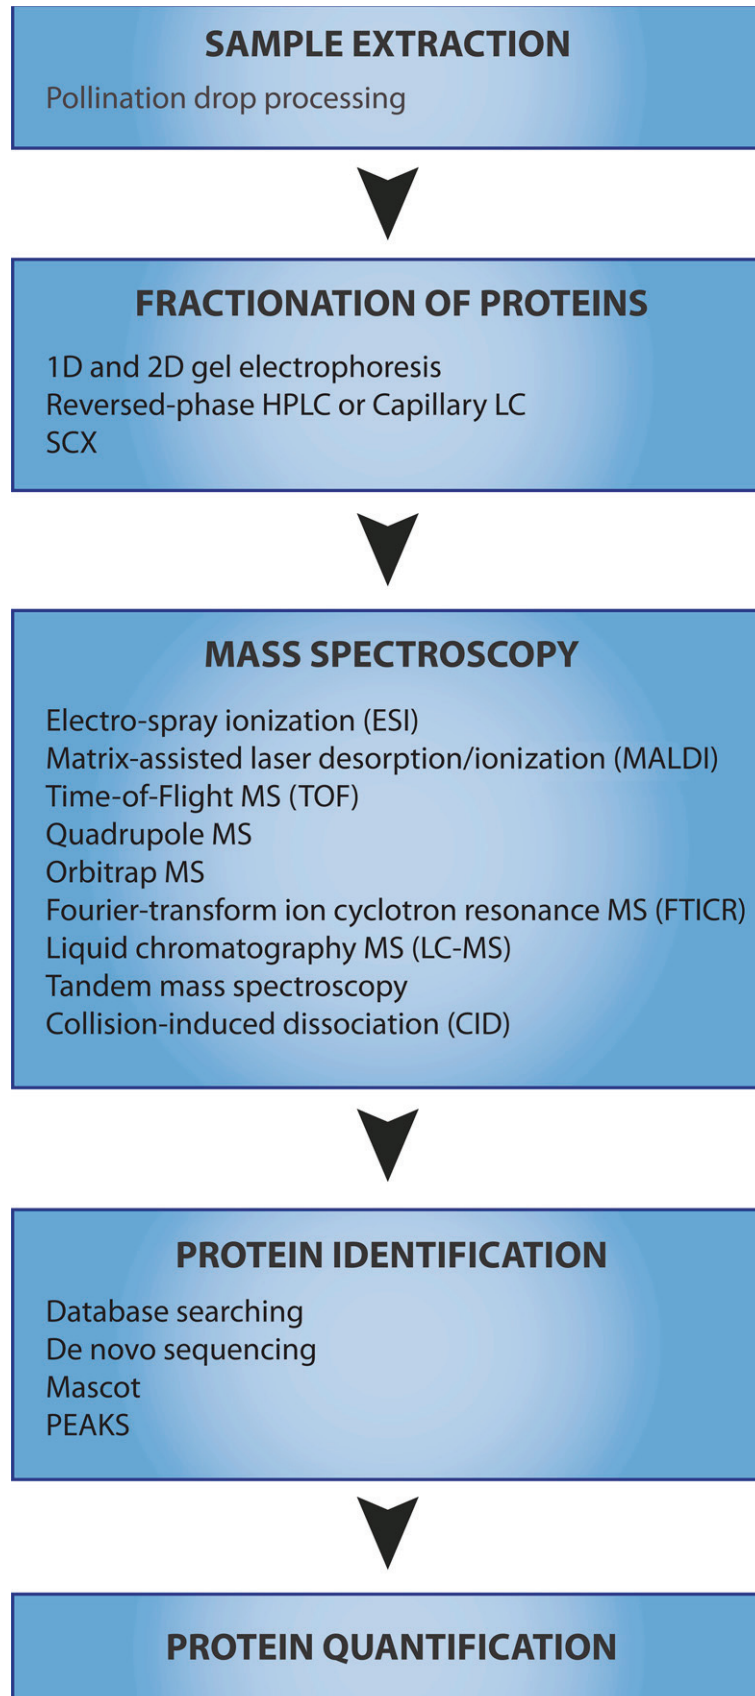 SAMPLE EXTRACTION
Pollination drop processing
FRACTIONATION OF PROTEINS
1D and 2D gel electrophoresis
Reversed-phase HPLC or Capillary LC
SCX
MASS SPECTROSCOPY
Electro-spray ionization (ESI)
Matrix-assisted laser desorption/ionization (MALDI)
Time-of-Flight MS (TOF)
Quadrupole MS
Orbitrap MS
Fourier-transform ion cyclotron resonance MS (FTICR)
Liquid chromatography MS (LC-MS)
Tandem mass spectroscopy
Collision-induced dissociation (CID)
PROTEIN IDENTIFICATION
Database searching
De novo sequencing
Mascot
PEAKS
PROTEIN QUANTIFICATION